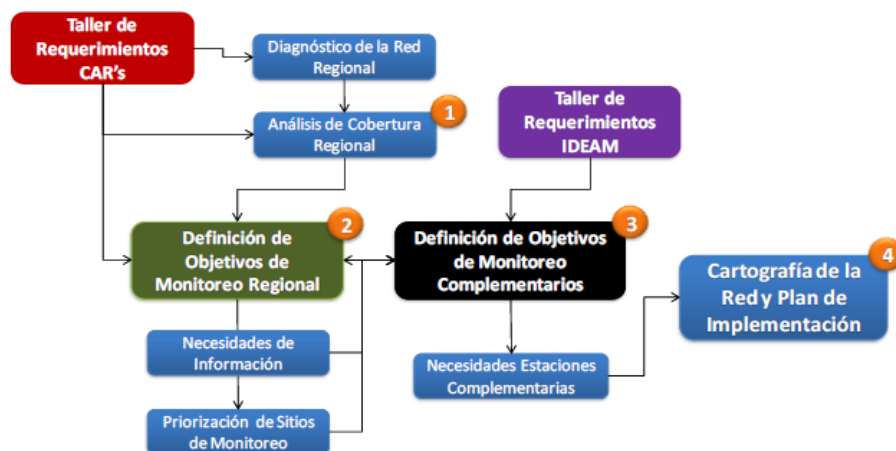 Taller de
Requerimientos
CAR's
Diagnóstico de la Red
Regional
1
Análisis de Cobertura
Regional
Taller de
Requerimientos
IDEAM
2
Definición de
Objetivos de
Monitoreo Regional
3
Definición de Objetivos
de Monitoreo
Complementarios
4
Cartografía de la
Red y Plan de
Implementación
Necesidades de
Información
Necesidades Estaciones
Complementarias
Priorización de Sitios
de Monitoreo